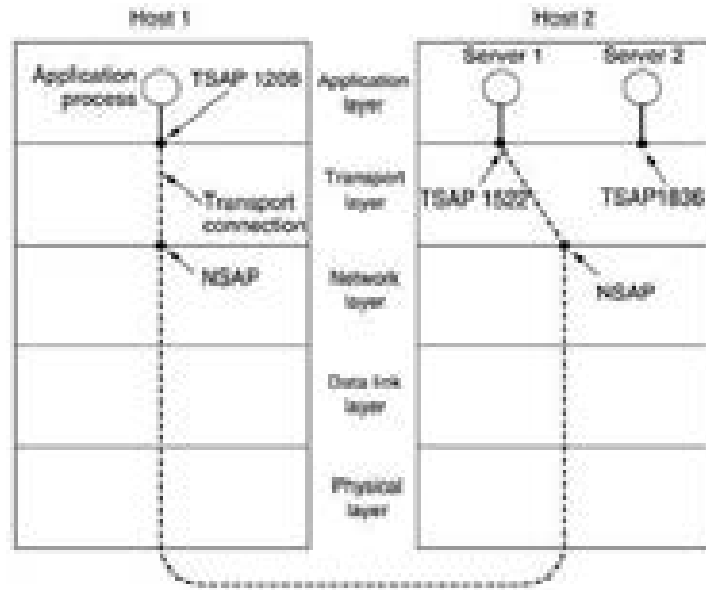 Host 1
Host 2
Application
process
TSAP 1208
Application
layer
Server 1
Server 2
Transport
connection
Transport
layer
TSAP 1522
TSAP1836
NSAP
Network
layer
NSAP
Data link
layer
Physical
layer